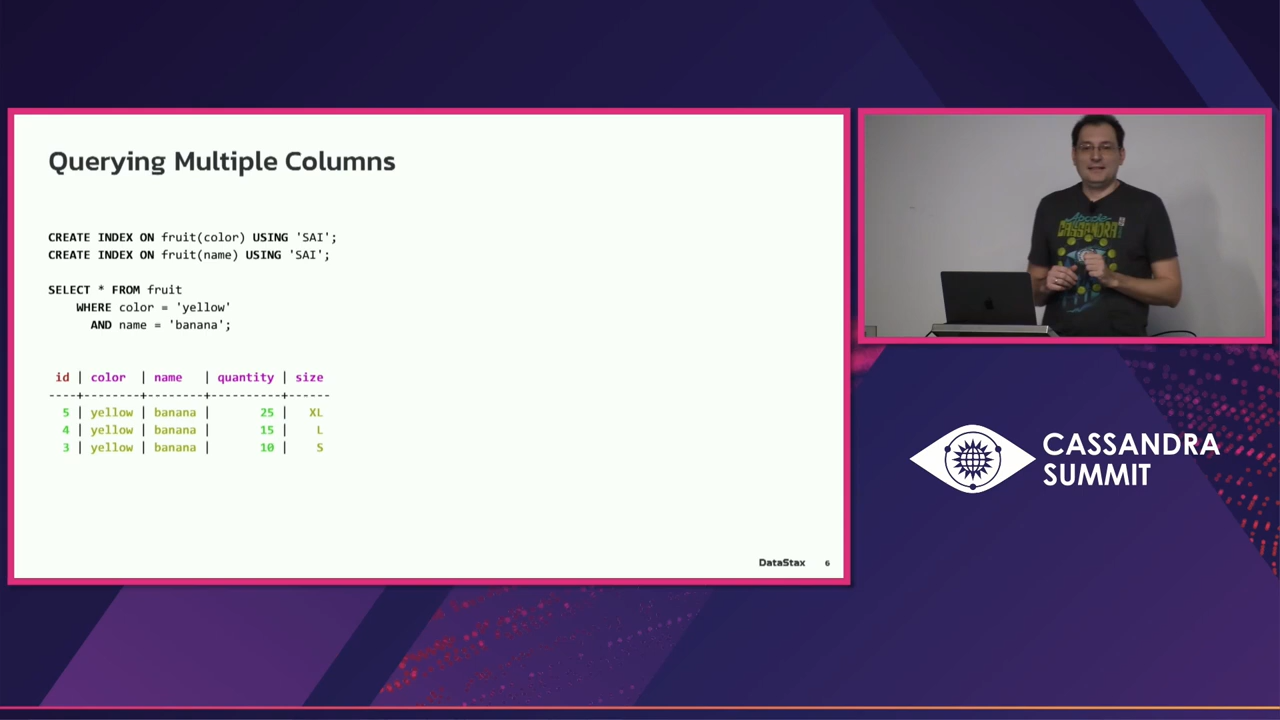 Querying Multiple Columns
CREATE INDEX ON fruit(color) USING 'SAI';
CREATE INDEX ON fruit(name) USING 'SAI';
SELECT * FROM fruit
WHERE color = 'yellow'
AND name = 'banana';
id | color | name | quantity | size
----+--------+--------+----------+------
5 | yellow | banana | 25 | XL
4 | yellow | banana | 15 | L
3 | yellow | banana | 10 | S
DataStax 6
CASSANDRA
CASSANDRA
SUMMIT